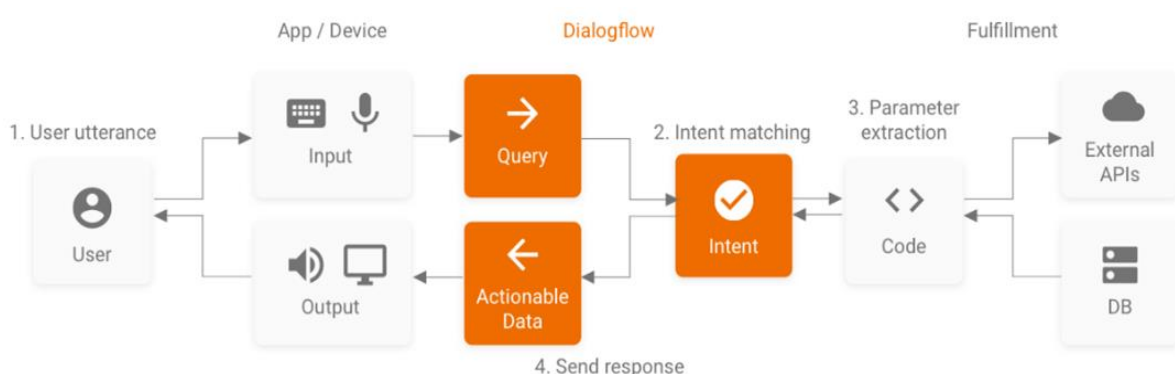 App / Device
Dialogflow
Fulfillment
1. User utterance
Input
Query
2. Intent matching
3. Parameter
extraction
External
APIs
User
Intent
Code
Output
Actionable
Data
DB
4. Send response